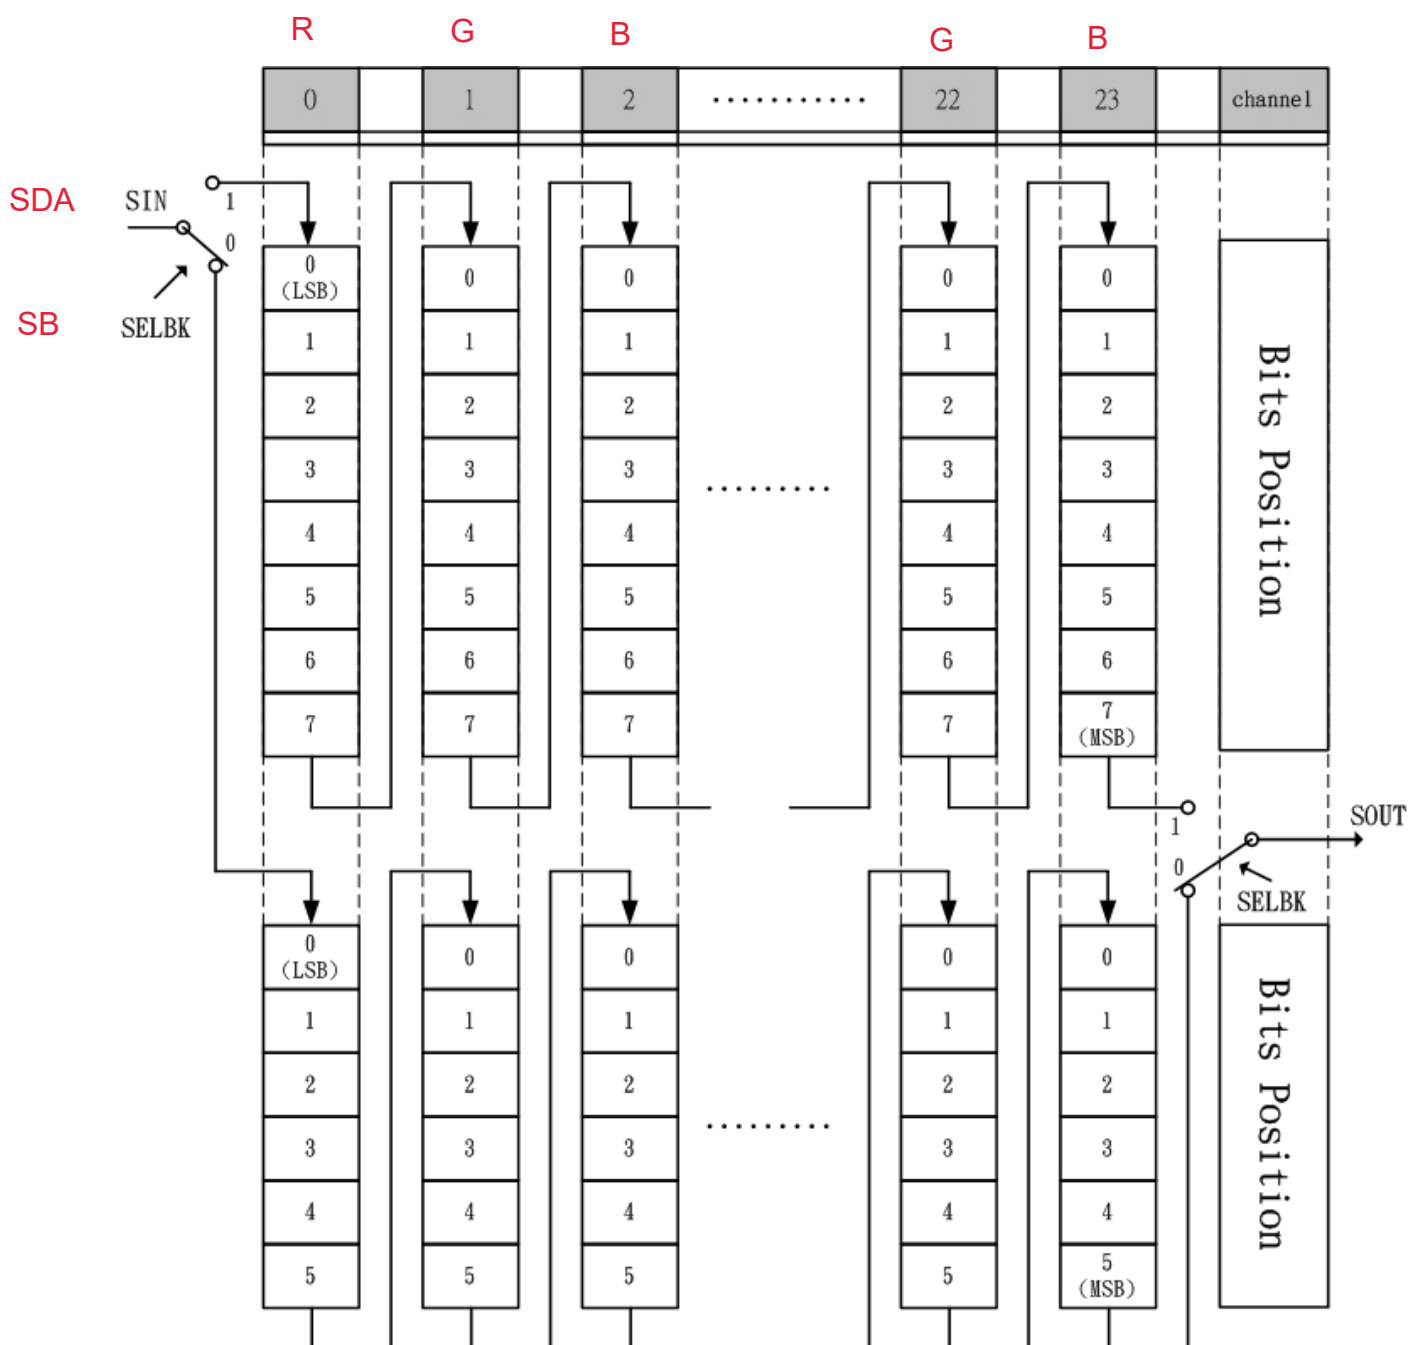 R G B G B
0 1 2 ........... 22 23 channel
SDA SIN 1
0
SB SELBK
0 (LSB) 0 0 0 0
1 1 1 1 1
2 2 2 2 2
3 3 3 3 3
.........
4 4 4 4 4
5 5 5 5 5
6 6 6 6 6
7 7 7 7 7 (MSB)
Bits Position
1 SOUT
0
SELBK
0 (LSB) 0 0 0 0
1 1 1 1 1
2 2 2 2 2
3 3 3 ......... 3 3
4 4 4 4 4
5 5 5 5 5 (MSB)
Bits Position